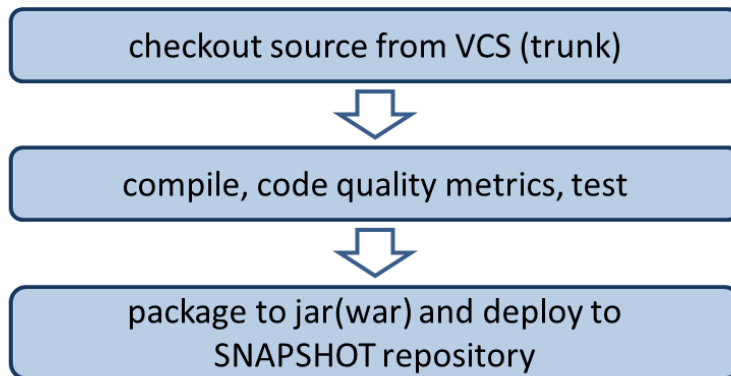 checkout source from VCS (trunk)
compile, code quality metrics, test
package to jar(war) and deploy to
SNAPSHOT repository